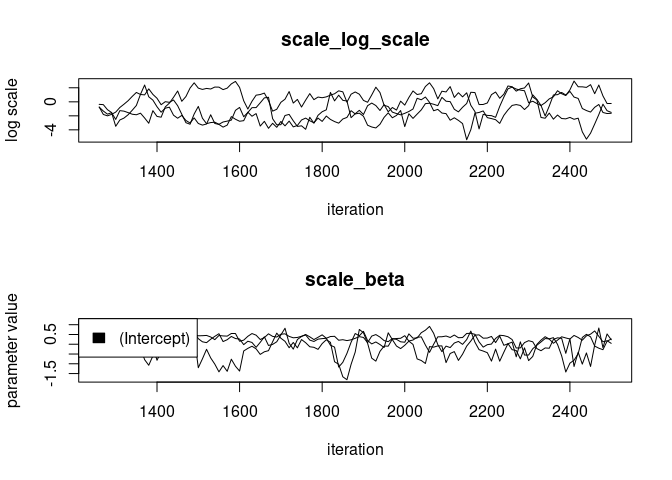 scale_log_scale
log scale
0
-4
1400 1600 1800 2000 2200 2400
iteration
scale_beta
parameter value
0.5
-1.5
(Intercept)
1400 1600 1800 2000 2200 2400
iteration